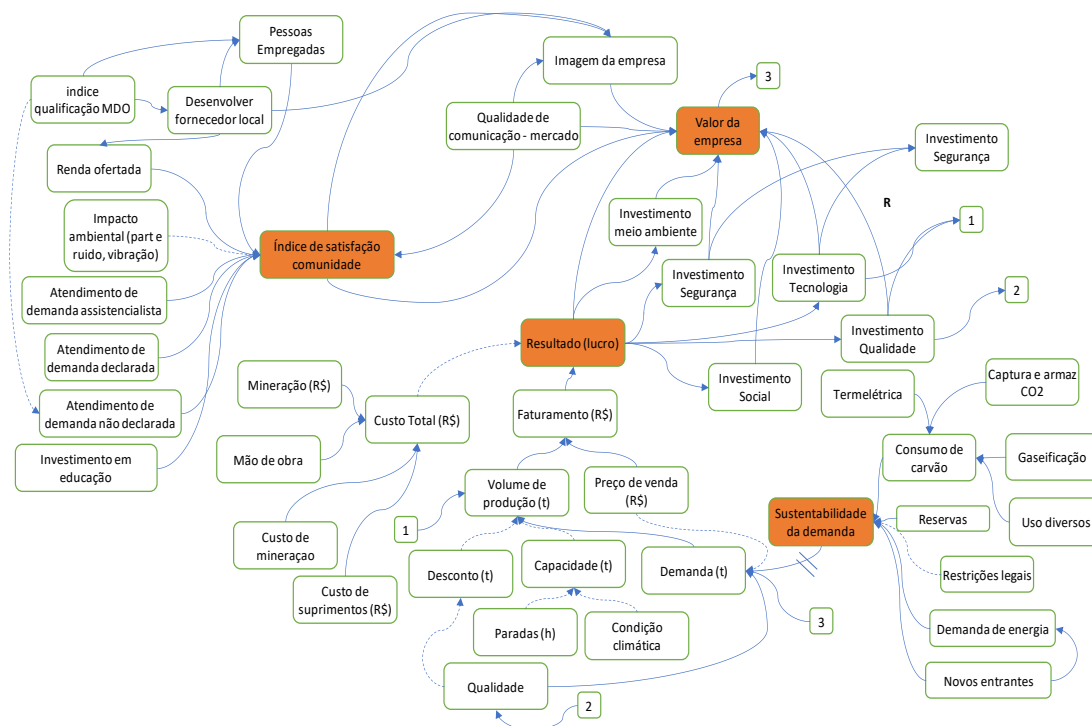 Pessoas
Empregadas
Imagem da empresa
3
indice
qualificação MDO
Desenvolver
fornecedor local
Qualidade de
comunicação - mercado
Valor da
empresa
Investimento
Segurança
Renda ofertada
Impacto
ambiental (part e
ruido, vibração)
Índice de satisfação
comunidade
Investimento
meio ambiente
R
1
Investimento
Segurança
Investimento
Tecnologia
2
Atendimento de
demanda assistencialista
Atendimento de
demanda declarada
Resultado (lucro)
Investimento
Qualidade
Mineração (R$)
Investimento
Social
Termelétrica
Captura e armaz
CO2
Atendimento de
demanda não declarada
Custo Total (R$)
Faturamento (R$)
Investimento em
educação
Mão de obra
Consumo de
carvão
Gaseificação
Volume de
produção (t)
Preço de venda
(R$)
Sustentabilidade
da demanda
Reservas
Uso diversos
1
Custo de
mineraçao
Desconto (t)
Capacidade (t)
Demanda (t)
Restrições legais
Custo de
suprimentos (R$)
Paradas (h)
Condição
climática
3
Demanda de energia
Qualidade
Novos entrantes
2